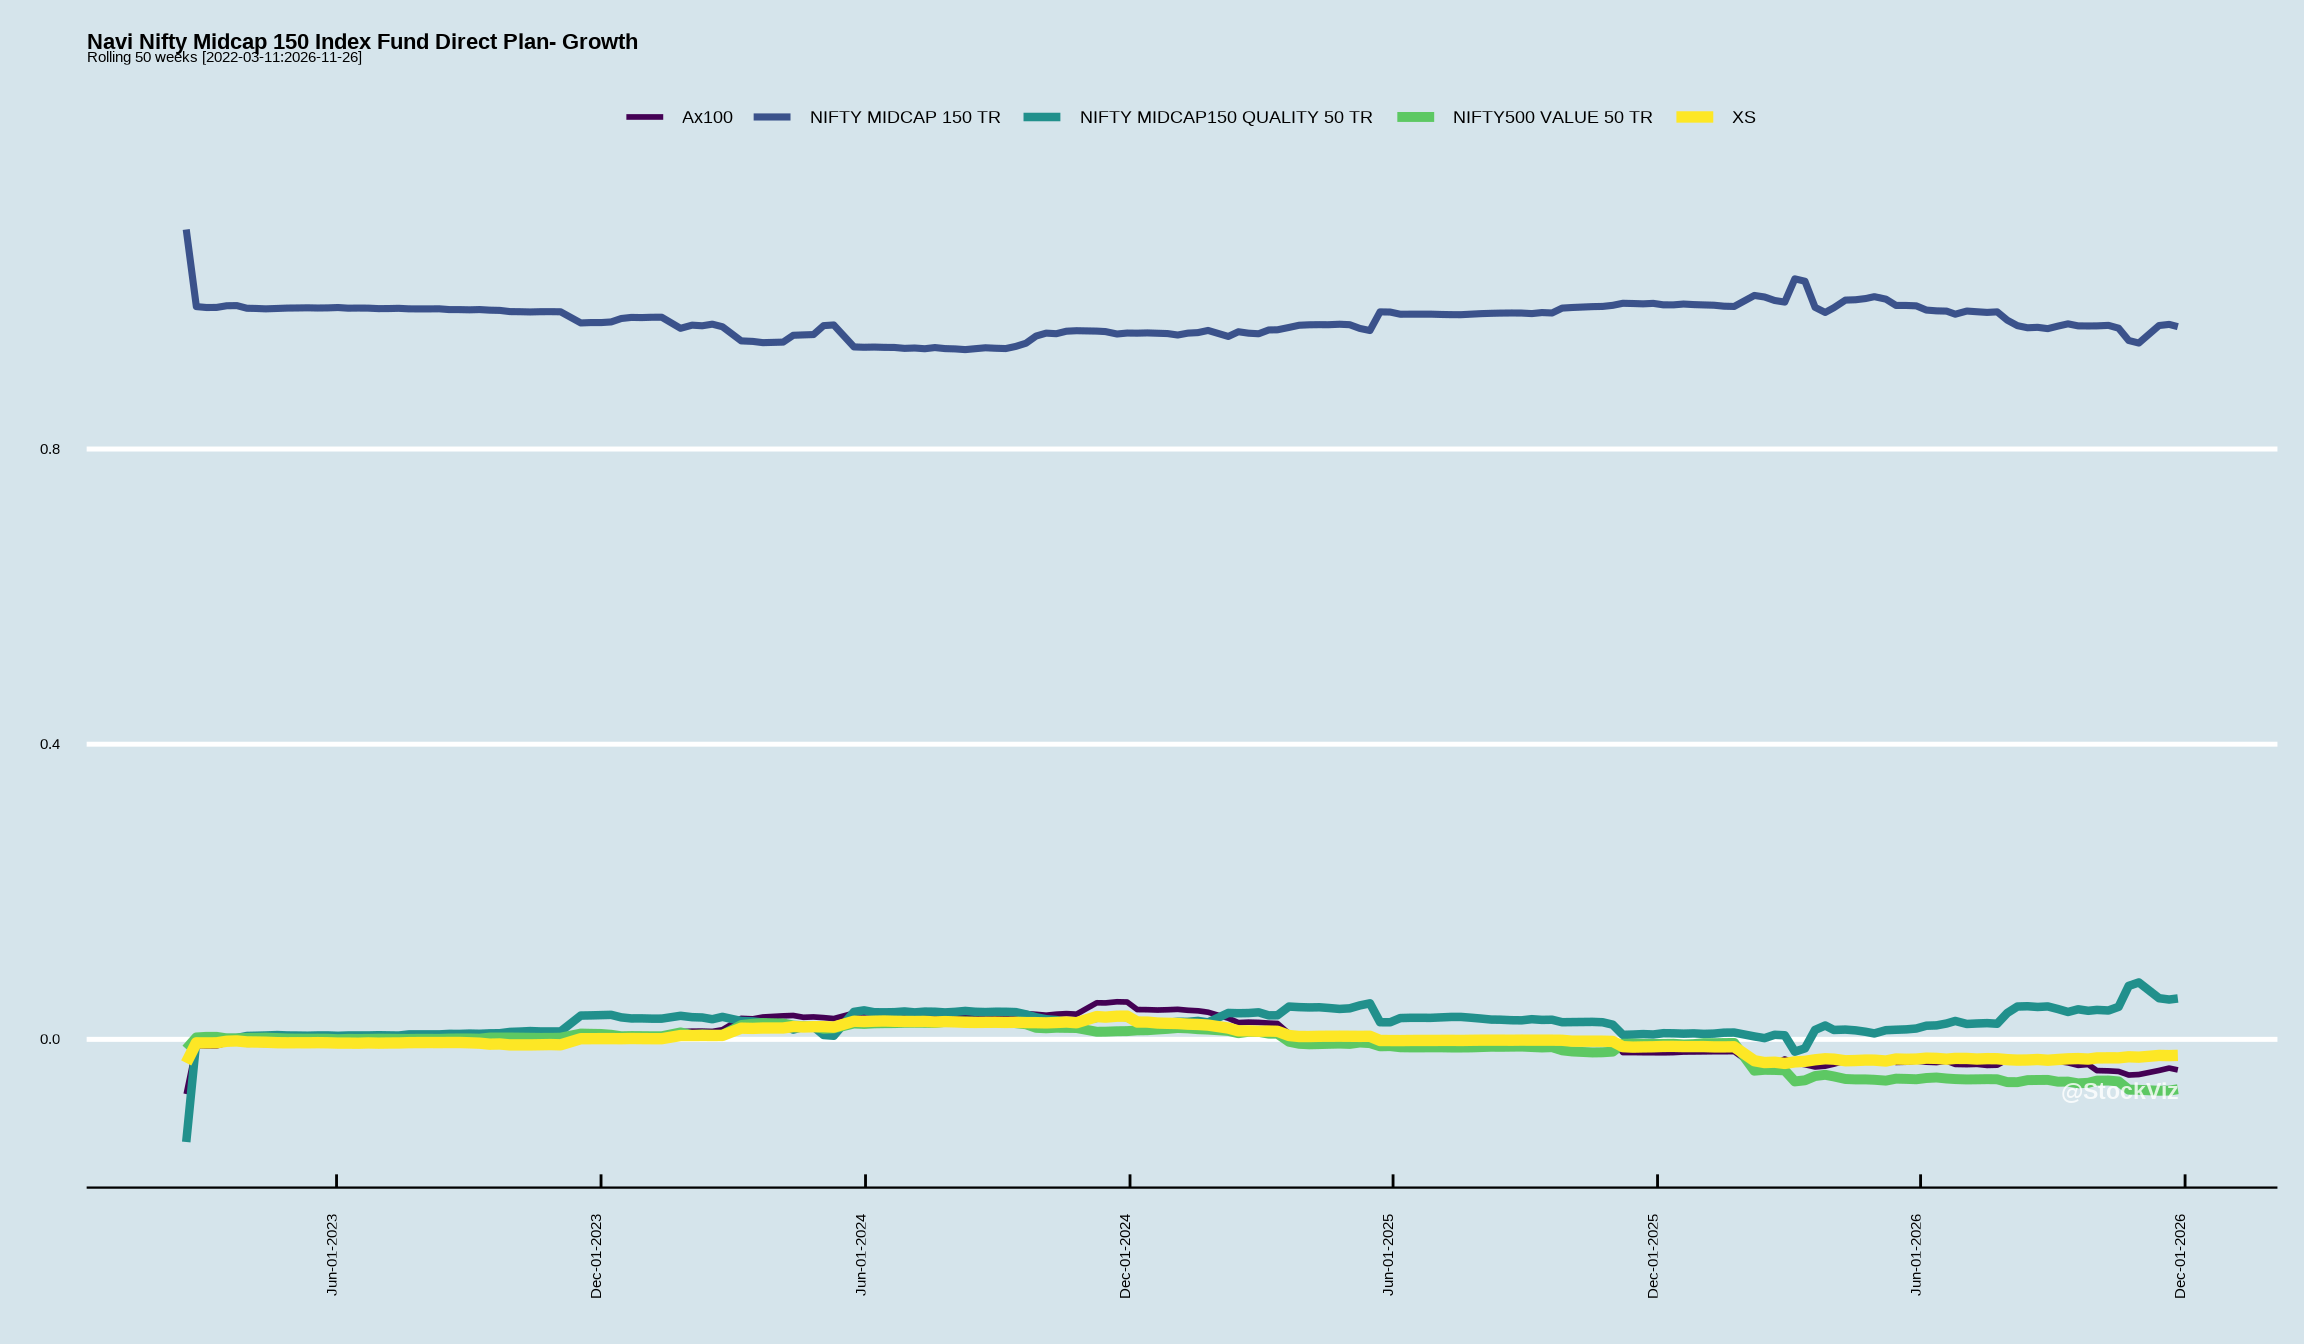 Navi Nifty Midcap 150 Index Fund Direct Plan- Growth
Rolling 50 weeks [2022-03-11:2026-11-26]
Ax100 NIFTY MIDCAP 150 TR NIFTY MIDCAP150 QUALITY 50 TR NIFTY500 VALUE 50 TR XS
0.8
0.4
0.0
@StockViz
Jun-01-2023 Dec-01-2023 Jun-01-2024 Dec-01-2024 Jun-01-2025 Dec-01-2025 Jun-01-2026 Dec-01-2026